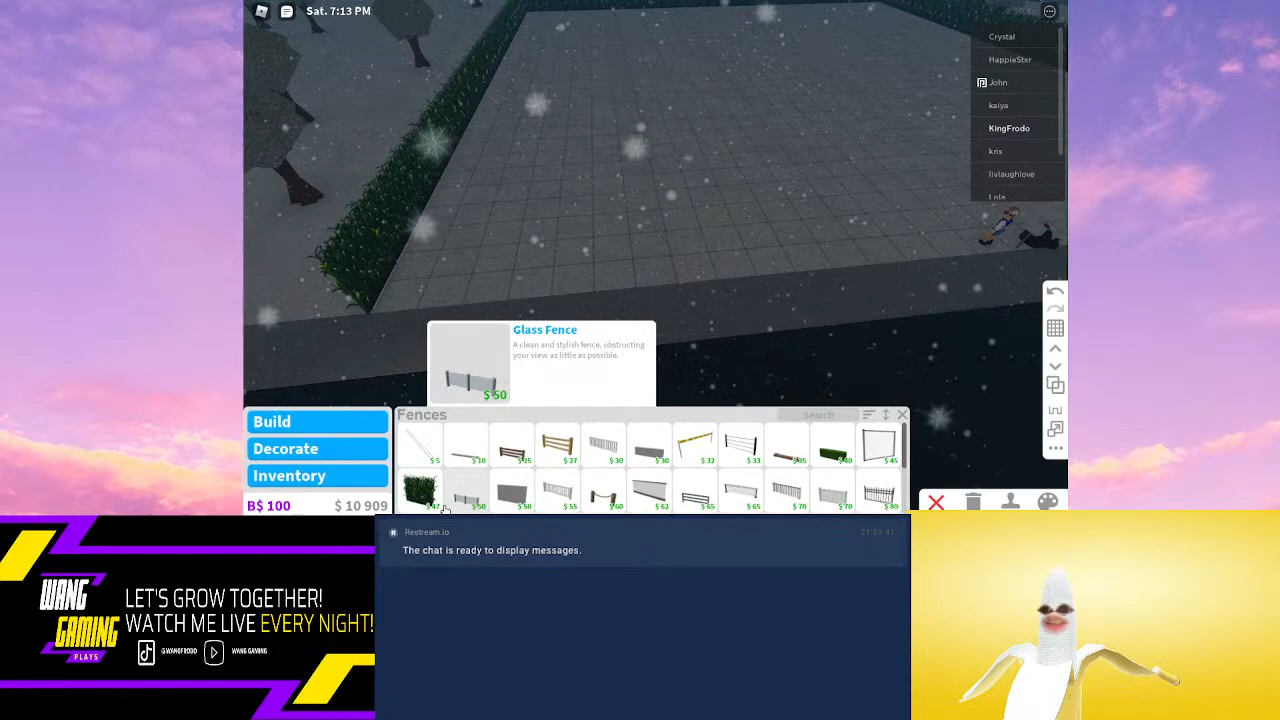 Sat. 7:13 PM
Crystal
HappieStxr
John
kaiya
KingFrodo
kris
livlaughlove
Lola
Glass Fence
A clean and stylish fence, obstructing
your view as little as possible.
$ 50
Build
Decorate
Inventory
B$ 100
$ 10 909
Fences
Search
$ 5
$ 10
$ 25
$ 27
$ 30
$ 30
$ 32
$ 33
$ 35
$ 40
$ 45
$ 47
$ 50
$ 50
$ 55
$ 60
$ 62
$ 65
$ 65
$ 70
$ 70
$ 80
WANG
GAMING
PLAYS
LET'S GROW TOGETHER!
WATCH ME LIVE EVERY NIGHT!
GWANGFRODO
WANG GAMING
Restream.io
The chat is ready to display messages.